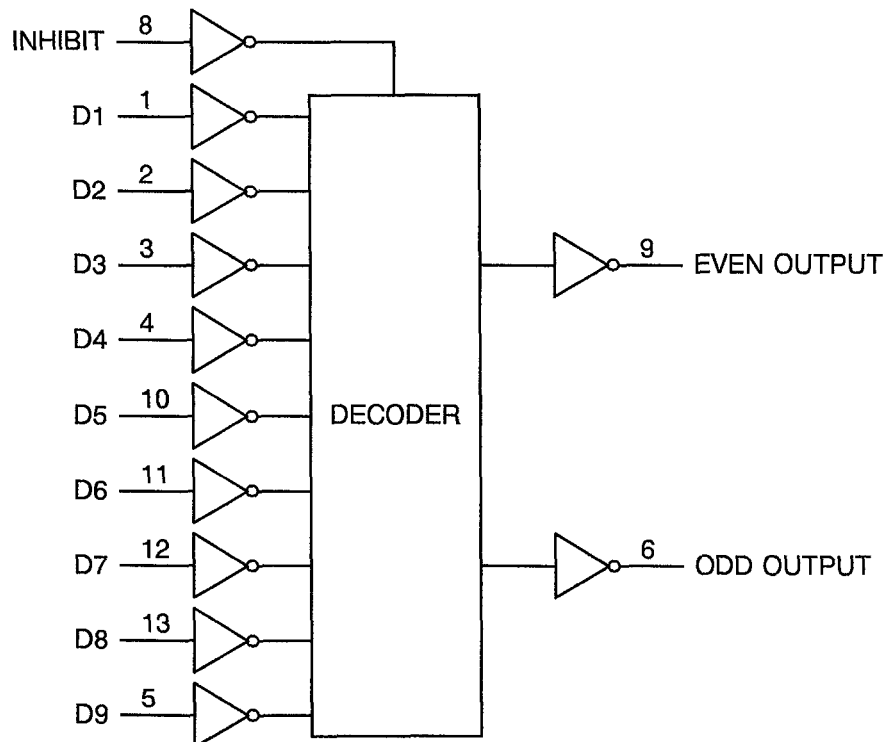 INHIBIT 8
D1 1
D2 2
D3 3
9 EVEN OUTPUT
D4 4
D5 10
DECODER
D6 11
D7 12
6 ODD OUTPUT
D8 13
D9 5